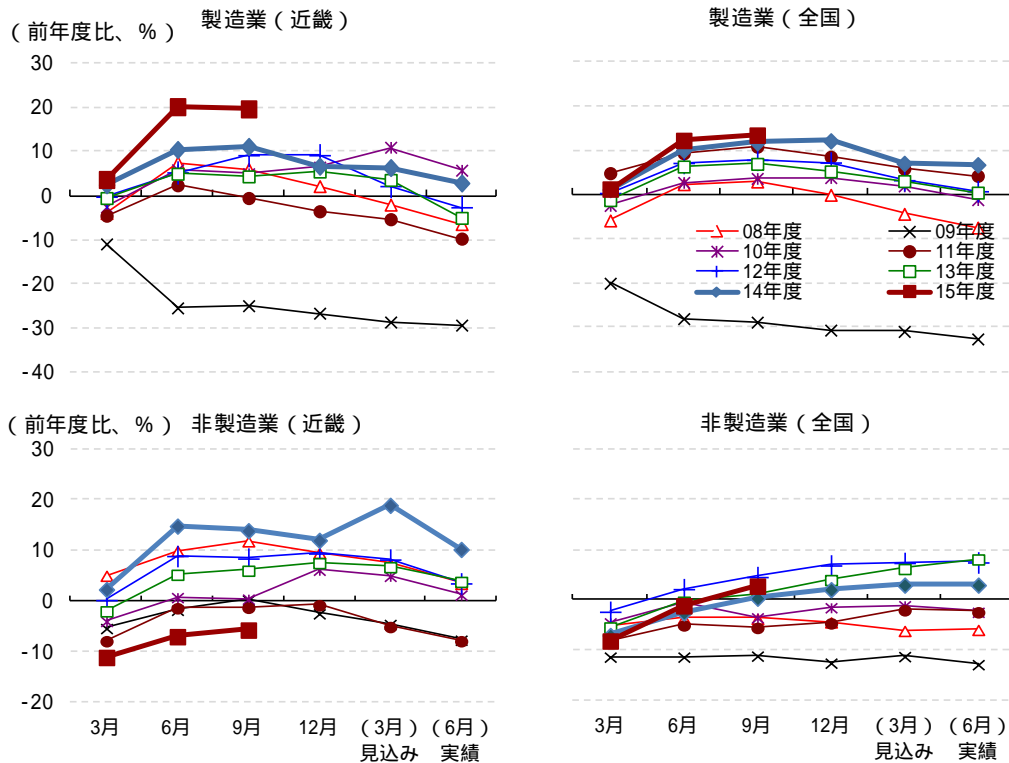 製造業（近畿）
製造業（全国）
（前年度比、％）
30
20
10
0
-10
-20
-30
-40
08年度
09年度
10年度
11年度
12年度
13年度
14年度
15年度
（前年度比、％）
非製造業（近畿）
非製造業（全国）
30
20
10
0
-10
-20
3月 6月 9月 12月 （3月）（6月）
見込み 実績
3月 6月 9月 12月 （3月）（6月）
見込み 実績